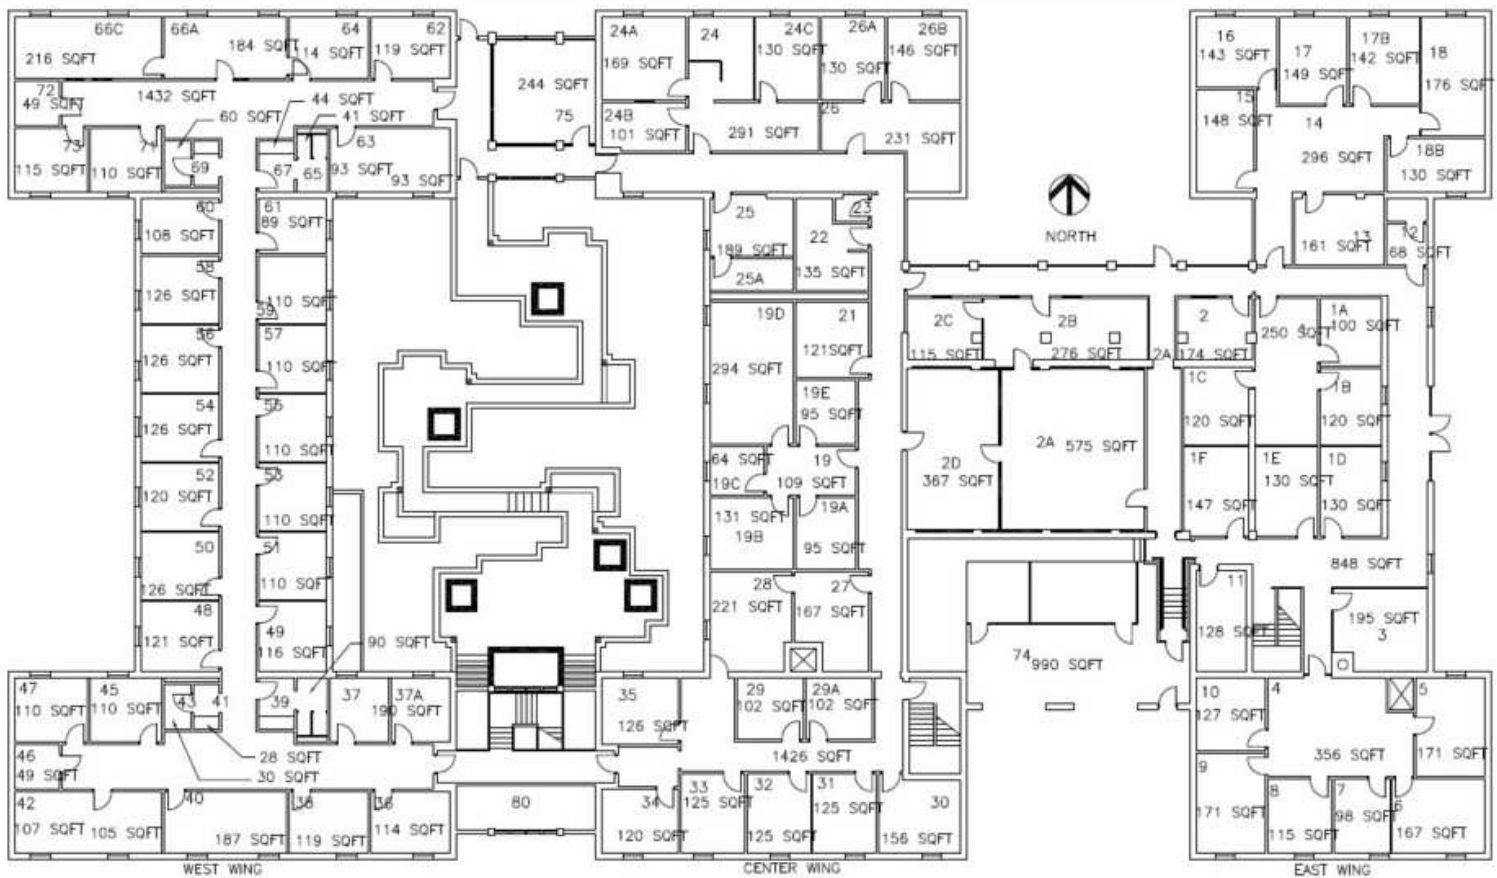 66C
216 SQFT
66A
184 SQFT
64
114 SQFT
62
119 SQFT
72
49 SQFT
1432 SQFT
44 SQFT
41 SQFT
60 SQFT
73
115 SQFT
71
110 SQFT
69
67
65
63
93 SQFT
93 SQFT
244 SQFT
75
60
108 SQFT
61
89 SQFT
58
126 SQFT
59
110 SQFT
56
126 SQFT
57
110 SQFT
54
126 SQFT
55
110 SQFT
52
120 SQFT
53
110 SQFT
50
126 SQFT
51
110 SQFT
48
121 SQFT
49
116 SQFT
90 SQFT
47
110 SQFT
45
110 SQFT
43
41
39
37
37A
190 SQFT
46
49 SQFT
28 SQFT
30 SQFT
42
107 SQFT
105 SQFT
40
187 SQFT
38
119 SQFT
36
114 SQFT
80
WEST WING
24A
169 SQFT
24
24C
130 SQFT
26A
130 SQFT
26B
146 SQFT
24B
101 SQFT
291 SQFT
26
231 SQFT
25
189 SQFT
25A
23
22
135 SQFT
19D
294 SQFT
21
121SQFT
19E
95 SQFT
64 SQFT
19C
19
109 SQFT
131 SQFT
19B
19A
95 SQFT
28
221 SQFT
27
167 SQFT
35
126 SQFT
29
102 SQFT
29A
102 SQFT
1426 SQFT
34
120 SQFT
33
125 SQFT
32
125 SQFT
31
125 SQFT
30
156 SQFT
CENTER WING
NORTH
16
143 SQFT
17
149 SQFT
17B
142 SQFT
18
176 SQFT
15
148 SQFT
14
296 SQFT
18B
130 SQFT
13
161 SQFT
12
68 SQFT
2C
115 SQFT
2B
276 SQFT
2A
2
174 SQFT
250 SQFT
1A
100 SQFT
1C
120 SQFT
1B
120 SQFT
2D
367 SQFT
2A
575 SQFT
1F
147 SQFT
1E
130 SQFT
1D
130 SQFT
848 SQFT
11
128 SQFT
195 SQFT
3
74
990 SQFT
10
127 SQFT
4
356 SQFT
5
171 SQFT
9
171 SQFT
8
115 SQFT
7
98 SQFT
6
167 SQFT
EAST WING